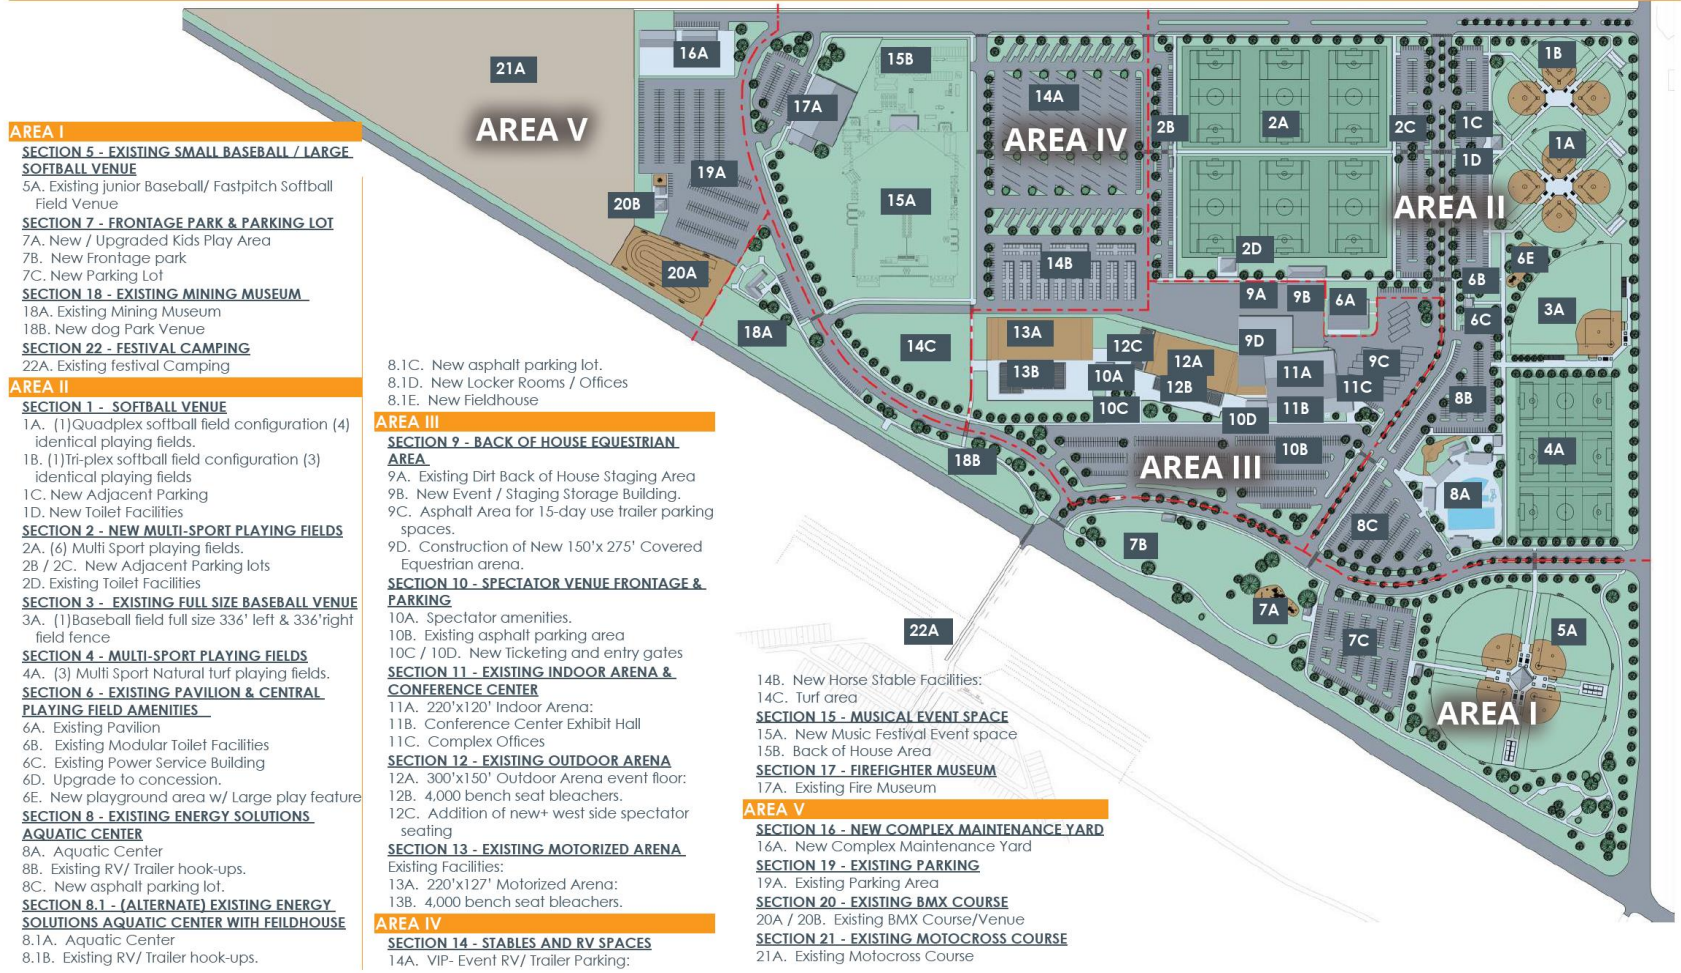 AREA I
SECTION 5 - EXISTING SMALL BASEBALL / LARGE
SOFTBALL VENUE
5A. Existing junior Baseball/ Fastpitch Softball
Field Venue
SECTION 7 - FRONTAGE PARK & PARKING LOT
7A. New / Upgraded Kids Play Area
7B. New Frontage park
7C. New Parking Lot
SECTION 18 - EXISTING MINING MUSEUM
18A. Existing Mining Museum
18B. New dog Park Venue
SECTION 22 - FESTIVAL CAMPING
22A. Existing festival Camping
AREA II
SECTION 1 - SOFTBALL VENUE
1A. (1)Quadplex softball field configuration (4)
identical playing fields.
1B. (1)Tri-plex softball field configuration (3)
identical playing fields
1C. New Adjacent Parking
1D. New Toilet Facilities
SECTION 2 - NEW MULTI-SPORT PLAYING FIELDS
2A. (6) Multi Sport playing fields.
2B / 2C. New Adjacent Parking lots
2D. Existing Toilet Facilities
SECTION 3 - EXISTING FULL SIZE BASEBALL VENUE
3A. (1)Baseball field full size 336' left & 336'right
field fence
SECTION 4 - MULTI-SPORT PLAYING FIELDS
4A. (3) Multi Sport Natural turf playing fields.
SECTION 6 - EXISTING PAVILION & CENTRAL
PLAYING FIELD AMENITIES
6A. Existing Pavilion
6B. Existing Modular Toilet Facilities
6C. Existing Power Service Building
6D. Upgrade to concession.
6E. New playground area w/ Large play feature
SECTION 8 - EXISTING ENERGY SOLUTIONS
AQUATIC CENTER
8A. Aquatic Center
8B. Existing RV/ Trailer hook-ups.
8C. New asphalt parking lot.
SECTION 8.1 - (ALTERNATE) EXISTING ENERGY
SOLUTIONS AQUATIC CENTER WITH FEILDHOUSE
8.1A. Aquatic Center
8.1B. Existing RV/ Trailer hook-ups.
8.1C. New asphalt parking lot.
8.1D. New Locker Rooms / Offices
8.1E. New Fieldhouse
AREA III
SECTION 9 - BACK OF HOUSE EQUESTRIAN
AREA
9A. Existing Dirt Back of House Staging Area
9B. New Event / Staging Storage Building.
9C. Asphalt Area for 15-day use trailer parking
spaces.
9D. Construction of New 150'x 275' Covered
Equestrian arena.
SECTION 10 - SPECTATOR VENUE FRONTAGE &
PARKING
10A. Spectator amenities.
10B. Existing asphalt parking area
10C / 10D. New Ticketing and entry gates
SECTION 11 - EXISTING INDOOR ARENA &
CONFERENCE CENTER
11A. 220'x120' Indoor Arena:
11B. Conference Center Exhibit Hall
11C. Complex Offices
SECTION 12 - EXISTING OUTDOOR ARENA
12A. 300'x150' Outdoor Arena event floor:
12B. 4,000 bench seat bleachers.
12C. Addition of new+ west side spectator
seating
SECTION 13 - EXISTING MOTORIZED ARENA
Existing Facilities:
13A. 220'x127' Motorized Arena:
13B. 4,000 bench seat bleachers.
AREA IV
SECTION 14 - STABLES AND RV SPACES
14A. VIP- Event RV/ Trailer Parking:
14B. New Horse Stable Facilities:
14C. Turf area
SECTION 15 - MUSICAL EVENT SPACE
15A. New Music Festival Event space
15B. Back of House Area
SECTION 17 - FIREFIGHTER MUSEUM
17A. Existing Fire Museum
AREA V
SECTION 16 - NEW COMPLEX MAINTENANCE YARD
16A. New Complex Maintenance Yard
SECTION 19 - EXISTING PARKING
19A. Existing Parking Area
SECTION 20 - EXISTING BMX COURSE
20A / 20B. Existing BMX Course/Venue
SECTION 21 - EXISTING MOTOCROSS COURSE
21A. Existing Motocross Course
21A
AREA V
16A
17A
15B
14A
AREA IV
2B
2A
2C
1B
1C
1A
1D
AREA II
19A
20B
20A
15A
14B
2D
6E
6B
9A
9B
6A
6C
3A
18A
14C
13A
12C
9D
13B
10A
12A
12B
11A
9C
11C
10C
10D
11B
8B
18B
AREA III
10B
4A
8A
8C
7B
7A
22A
7C
5A
AREA I